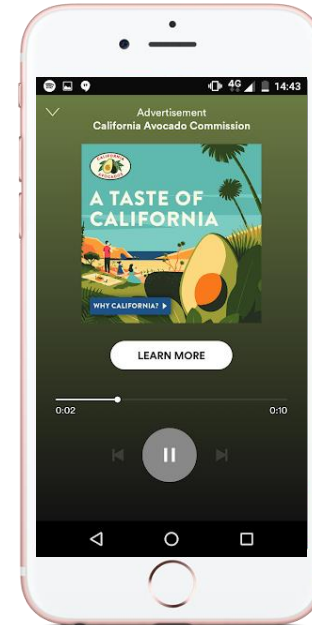 4G 14:43
Advertisement
California Avocado Commission
CALIFORNIA
AVOCADOS
A TASTE OF
CALIFORNIA
WHY CALIFORNIA?
LEARN MORE
0:02 0:10